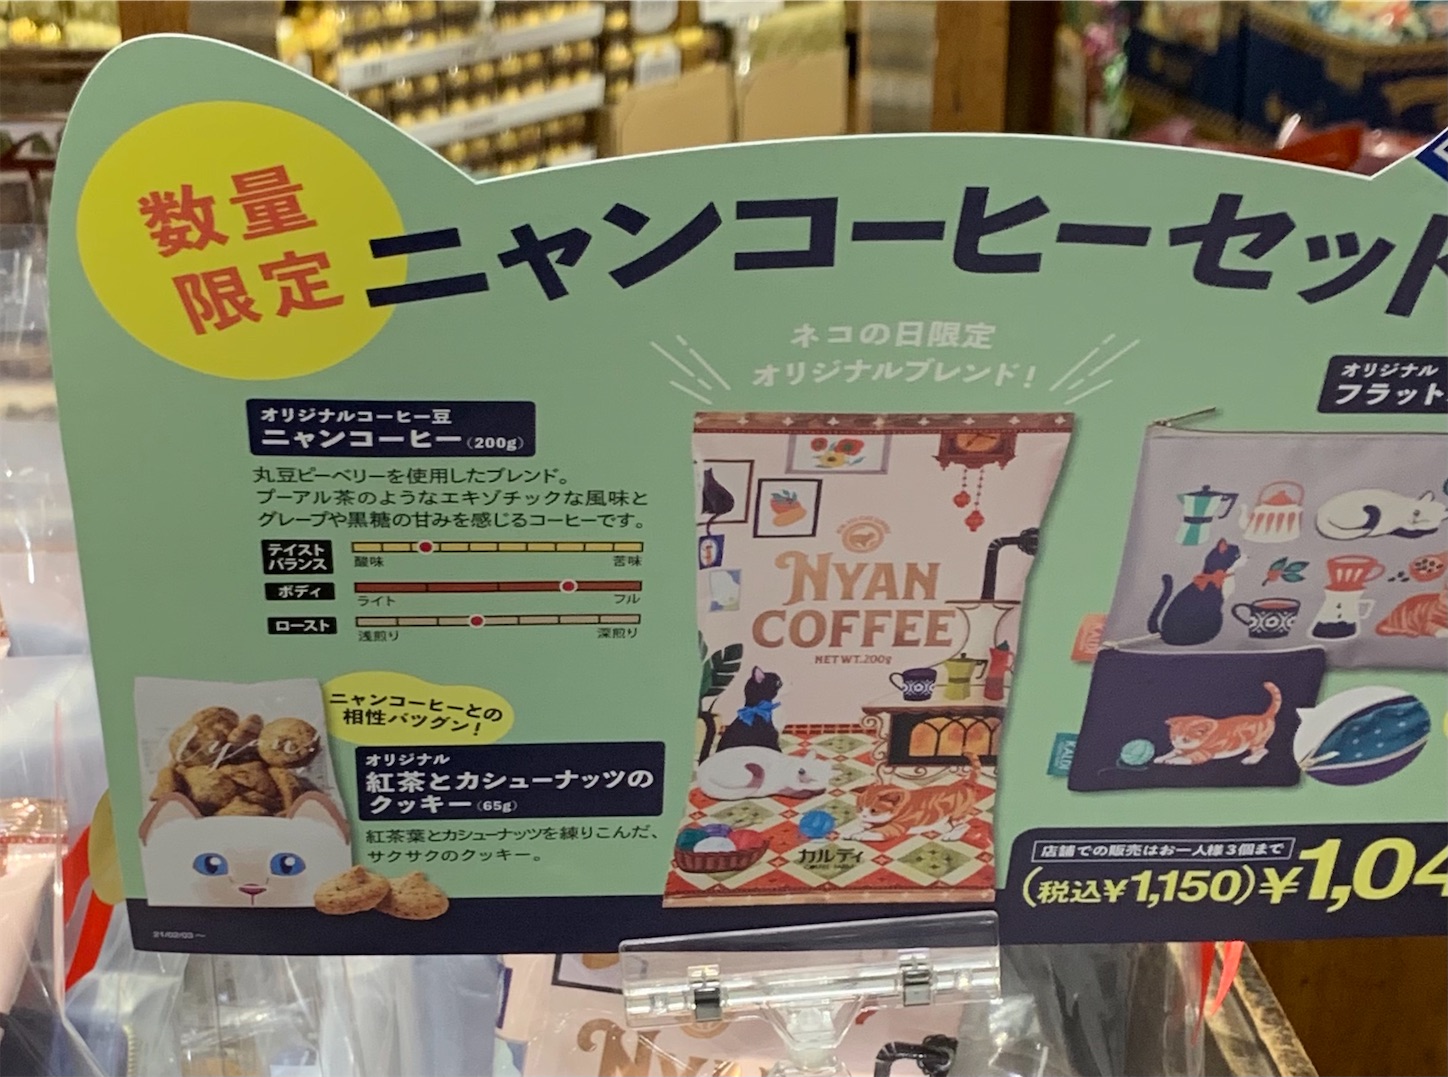 数量
限定
ニャンコーヒーセット
ネコの日限定
オリジナルブレンド！
オリジナルコーヒー豆
ニャンコーヒー（200g）
丸豆ピーベリーを使用したブレンド。
プーアル茶のようなエキゾチックな風味と
グレープや黒糖の甘みを感じるコーヒーです。
テイスト
バランス
酸味 苦味
ボディ
ライト フル
ロースト
浅煎り 深煎り
ニャンコーヒーとの
相性バツグン！
オリジナル
紅茶とカシューナッツの
クッキー（65g）
紅茶葉とカシューナッツを練りこんだ、
サクサクのクッキー。
21/02/03〜
Nyan!
NYAN
COFFEE
NET WT.200g
カルディ
オリジナル
フラット
KALDI
KALDI
店舗での販売はお一人様3個まで
（税込¥1,150）¥1,04